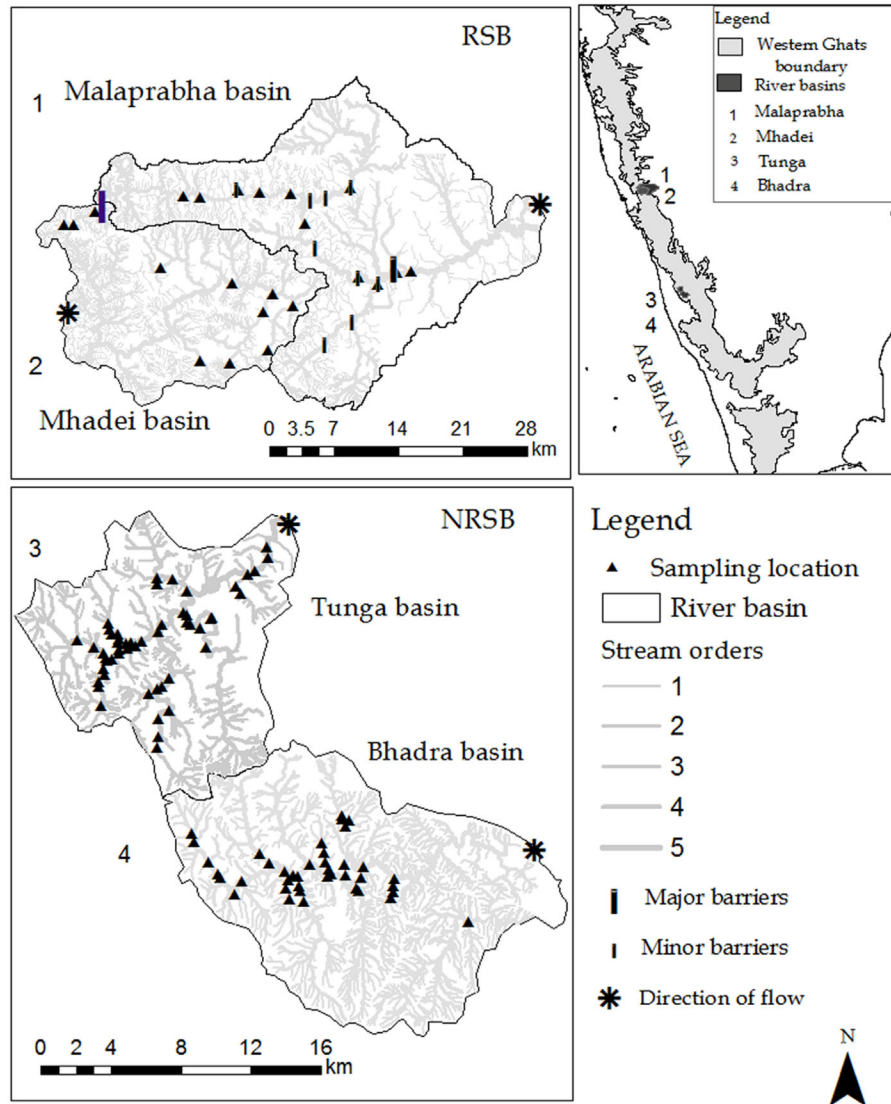 RSB
1
Malaprabha basin
2
Mhadei basin
0 3.5 7 14 21 28
km
Legend
Western Ghats
boundary
River basins
1 Malaprabha
2 Mhadei
3 Tunga
4 Bhadra
1
2
3
4
ARABIAN SEA
NRSB
3
Tunga basin
Bhadra basin
4
0 2 4 8 12 16
km
Legend
Sampling location
River basin
Stream orders
1
2
3
4
5
Major barriers
Minor barriers
Direction of flow
N